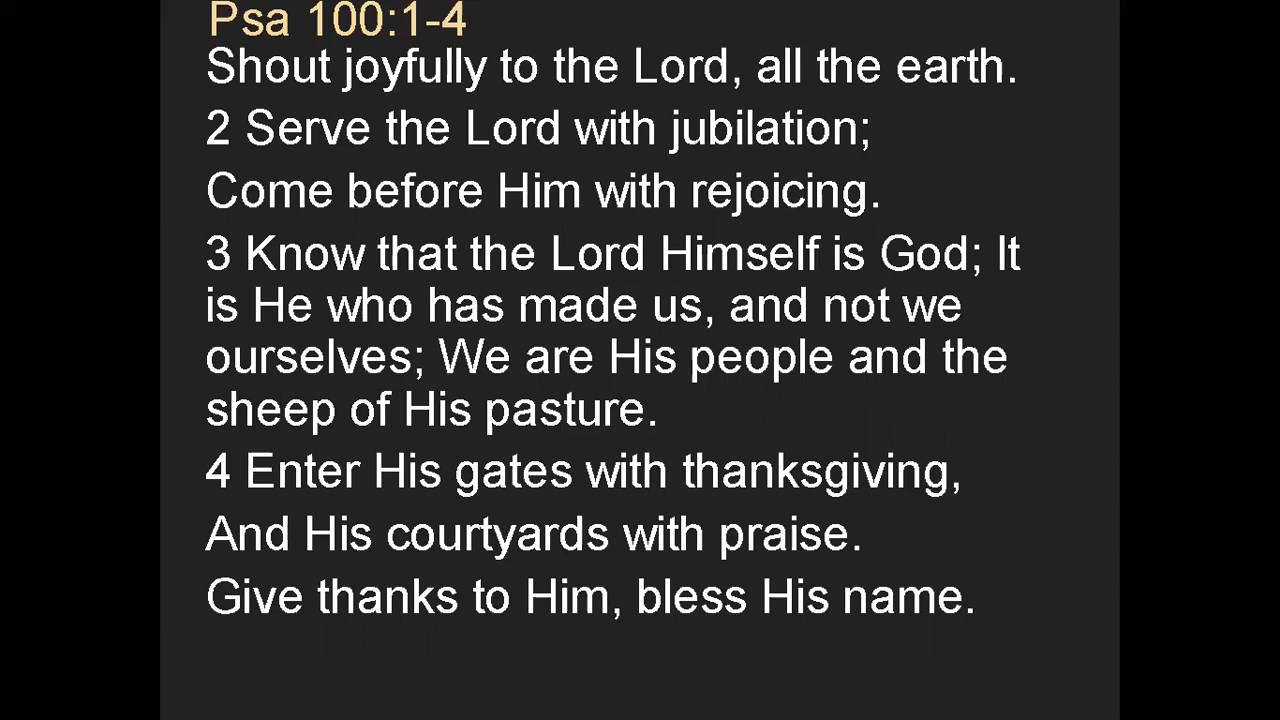 Psa 100:1-4
Shout joyfully to the Lord, all the earth.
2 Serve the Lord with jubilation;
Come before Him with rejoicing.
3 Know that the Lord Himself is God; It
is He who has made us, and not we
ourselves; We are His people and the
sheep of His pasture.
4 Enter His gates with thanksgiving,
And His courtyards with praise.
Give thanks to Him, bless His name.